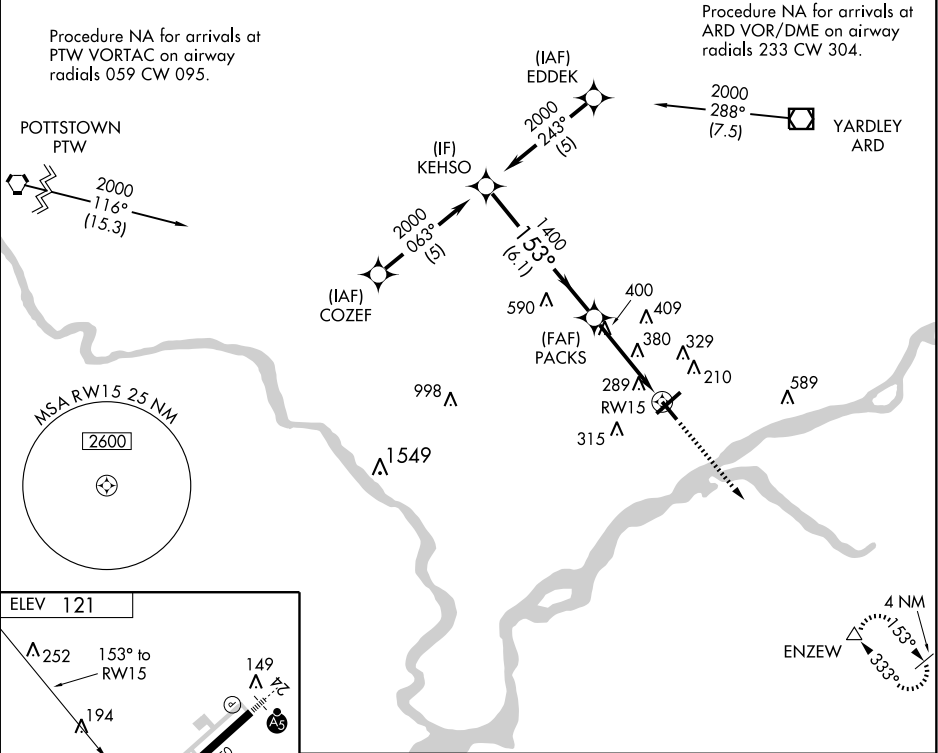 Procedure NA for arrivals at
PTW VORTAC on airway
radials 059 CW 095.
Procedure NA for arrivals at
ARD VOR/DME on airway
radials 233 CW 304.
(IAF)
EDDEK
2000
288°
(7.5)
YARDLEY
ARD
POTTSTOWN
PTW
2000
116°
(15.3)
2000
243°
(5)
(IF)
KEHSO
2000
063°
(5)
(IAF)
COZEF
1400
153°
(6.1)
590
400
409
(FAF)
PACKS
380
329
210
289
RW15
589
998
315
1549
MSA RW15 25 NM
2600
ELEV 121
252
153° to
RW15
194
149
24
P
A5
4 NM
ENZEW
153°
333°